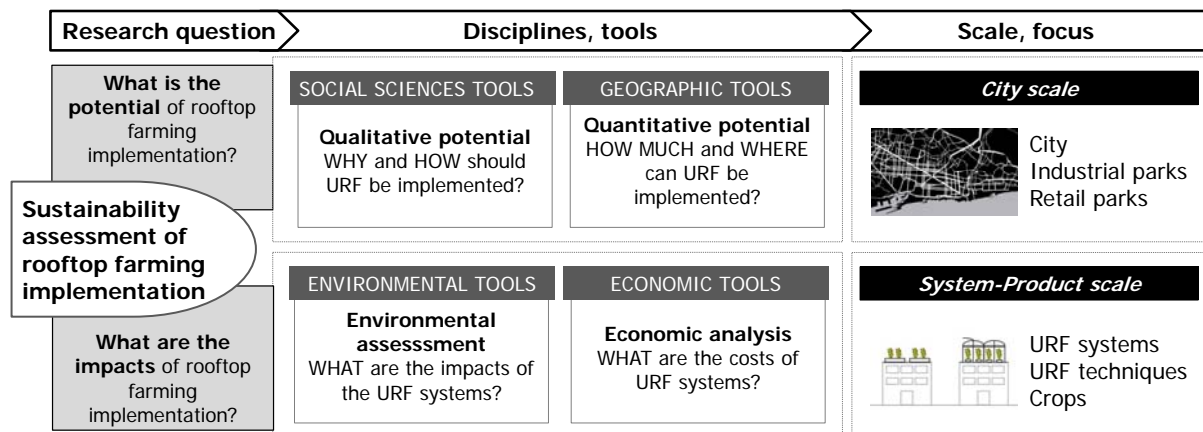 Research question
Disciplines, tools
Scale, focus
What is the
potential of rooftop
farming
implementation?
SOCIAL SCIENCES TOOLS
Qualitative potential
WHY and HOW should
URF be implemented?
GEOGRAPHIC TOOLS
Quantitative potential
HOW MUCH and WHERE
can URF be
implemented?
City scale
City
Industrial parks
Retail parks
Sustainability
assessment of
rooftop farming
implementation
What are the
impacts of rooftop
farming
implementation?
ENVIRONMENTAL TOOLS
Environmental
assesssment
WHAT are the impacts of
the URF systems?
ECONOMIC TOOLS
Economic analysis
WHAT are the costs of
URF systems?
System-Product scale
URF systems
URF techniques
Crops